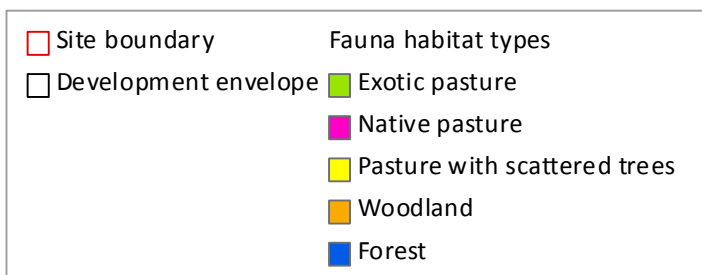 Site boundary
Development envelope
Fauna habitat types
Exotic pasture
Native pasture
Pasture with scattered trees
Woodland
Forest